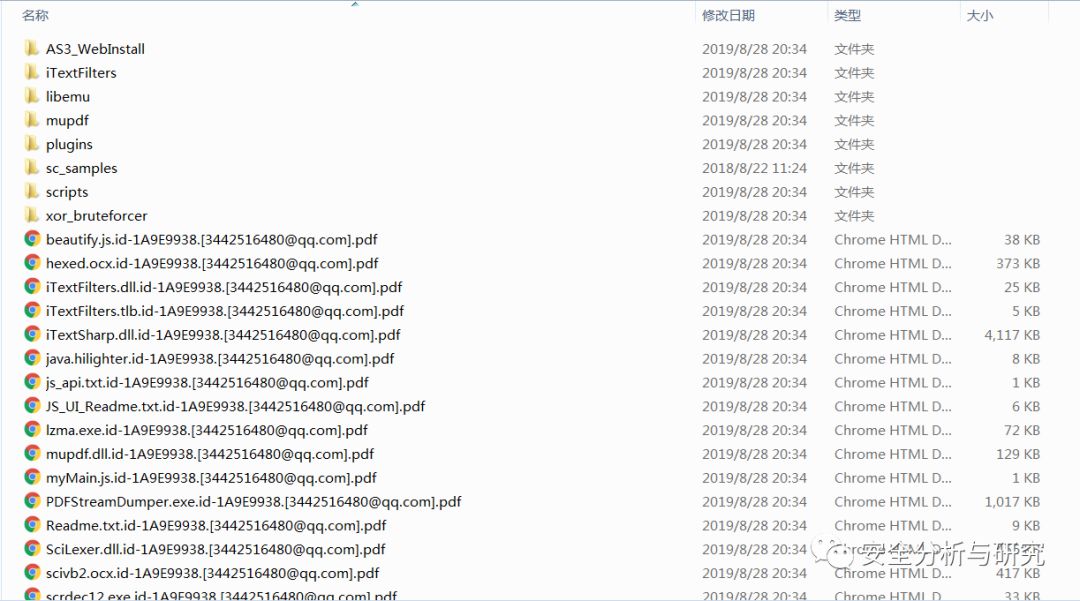 名称 修改日期 类型 大小
AS3_WebInstall 2019/8/28 20:34 文件夹
iTextFilters 2019/8/28 20:34 文件夹
libemu 2019/8/28 20:34 文件夹
mupdf 2019/8/28 20:34 文件夹
plugins 2019/8/28 20:34 文件夹
sc_samples 2018/8/22 11:24 文件夹
scripts 2019/8/28 20:34 文件夹
xor_bruteforcer 2019/8/28 20:34 文件夹
beautify.js.id-1A9E9938.[3442516480@qq.com].pdf 2019/8/28 20:34 Chrome HTML D... 38 KB
hexed.ocx.id-1A9E9938.[3442516480@qq.com].pdf 2019/8/28 20:34 Chrome HTML D... 373 KB
iTextFilters.dll.id-1A9E9938.[3442516480@qq.com].pdf 2019/8/28 20:34 Chrome HTML D... 25 KB
iTextFilters.tlb.id-1A9E9938.[3442516480@qq.com].pdf 2019/8/28 20:34 Chrome HTML D... 5 KB
iTextSharp.dll.id-1A9E9938.[3442516480@qq.com].pdf 2019/8/28 20:34 Chrome HTML D... 4,117 KB
java.hilighter.id-1A9E9938.[3442516480@qq.com].pdf 2019/8/28 20:34 Chrome HTML D... 8 KB
js_api.txt.id-1A9E9938.[3442516480@qq.com].pdf 2019/8/28 20:34 Chrome HTML D... 1 KB
JS_UI_Readme.txt.id-1A9E9938.[3442516480@qq.com].pdf 2019/8/28 20:34 Chrome HTML D... 6 KB
lzma.exe.id-1A9E9938.[3442516480@qq.com].pdf 2019/8/28 20:34 Chrome HTML D... 72 KB
mupdf.dll.id-1A9E9938.[3442516480@qq.com].pdf 2019/8/28 20:34 Chrome HTML D... 129 KB
myMain.js.id-1A9E9938.[3442516480@qq.com].pdf 2019/8/28 20:34 Chrome HTML D... 1 KB
PDFStreamDumper.exe.id-1A9E9938.[3442516480@qq.com].pdf 2019/8/28 20:34 Chrome HTML D... 1,017 KB
Readme.txt.id-1A9E9938.[3442516480@qq.com].pdf 2019/8/28 20:34 Chrome HTML D... 9 KB
SciLexer.dll.id-1A9E9938.[3442516480@qq.com].pdf 2019/8/28 20:34
安全分析与研究
scivb2.ocx.id-1A9E9938.[3442516480@qq.com].pdf 2019/8/28 20:34 Chrome HTML D... 417 KB
scrdec12.exe.id-1A9E9938.[3442516480@qq.com].pdf 2019/8/28 20:34 Chrome HTML D... 33 KB